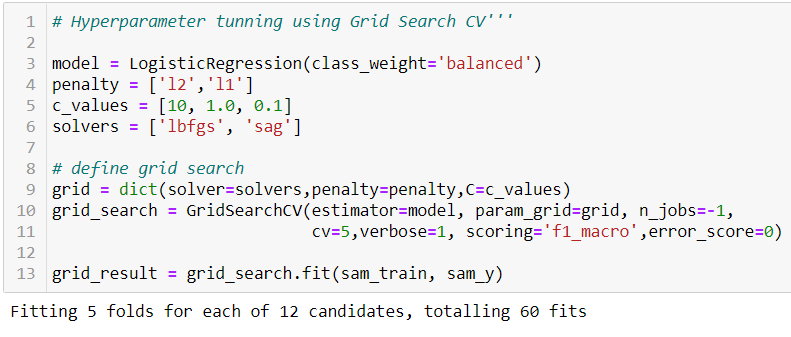 1 # Hyperparameter tunning using Grid Search CV'''
2
3 model = LogisticRegression(class_weight='balanced')
4 penalty = ['l2','l1']
5 c_values = [10, 1.0, 0.1]
6 solvers = ['lbfgs', 'sag']
7
8 # define grid search
9 grid = dict(solver=solvers,penalty=penalty,C=c_values)
10 grid_search = GridSearchCV(estimator=model, param_grid=grid, n_jobs=-1,
11                            cv=5,verbose=1, scoring='f1_macro',error_score=0)
12
13 grid_result = grid_search.fit(sam_train, sam_y)
Fitting 5 folds for each of 12 candidates, totalling 60 fits